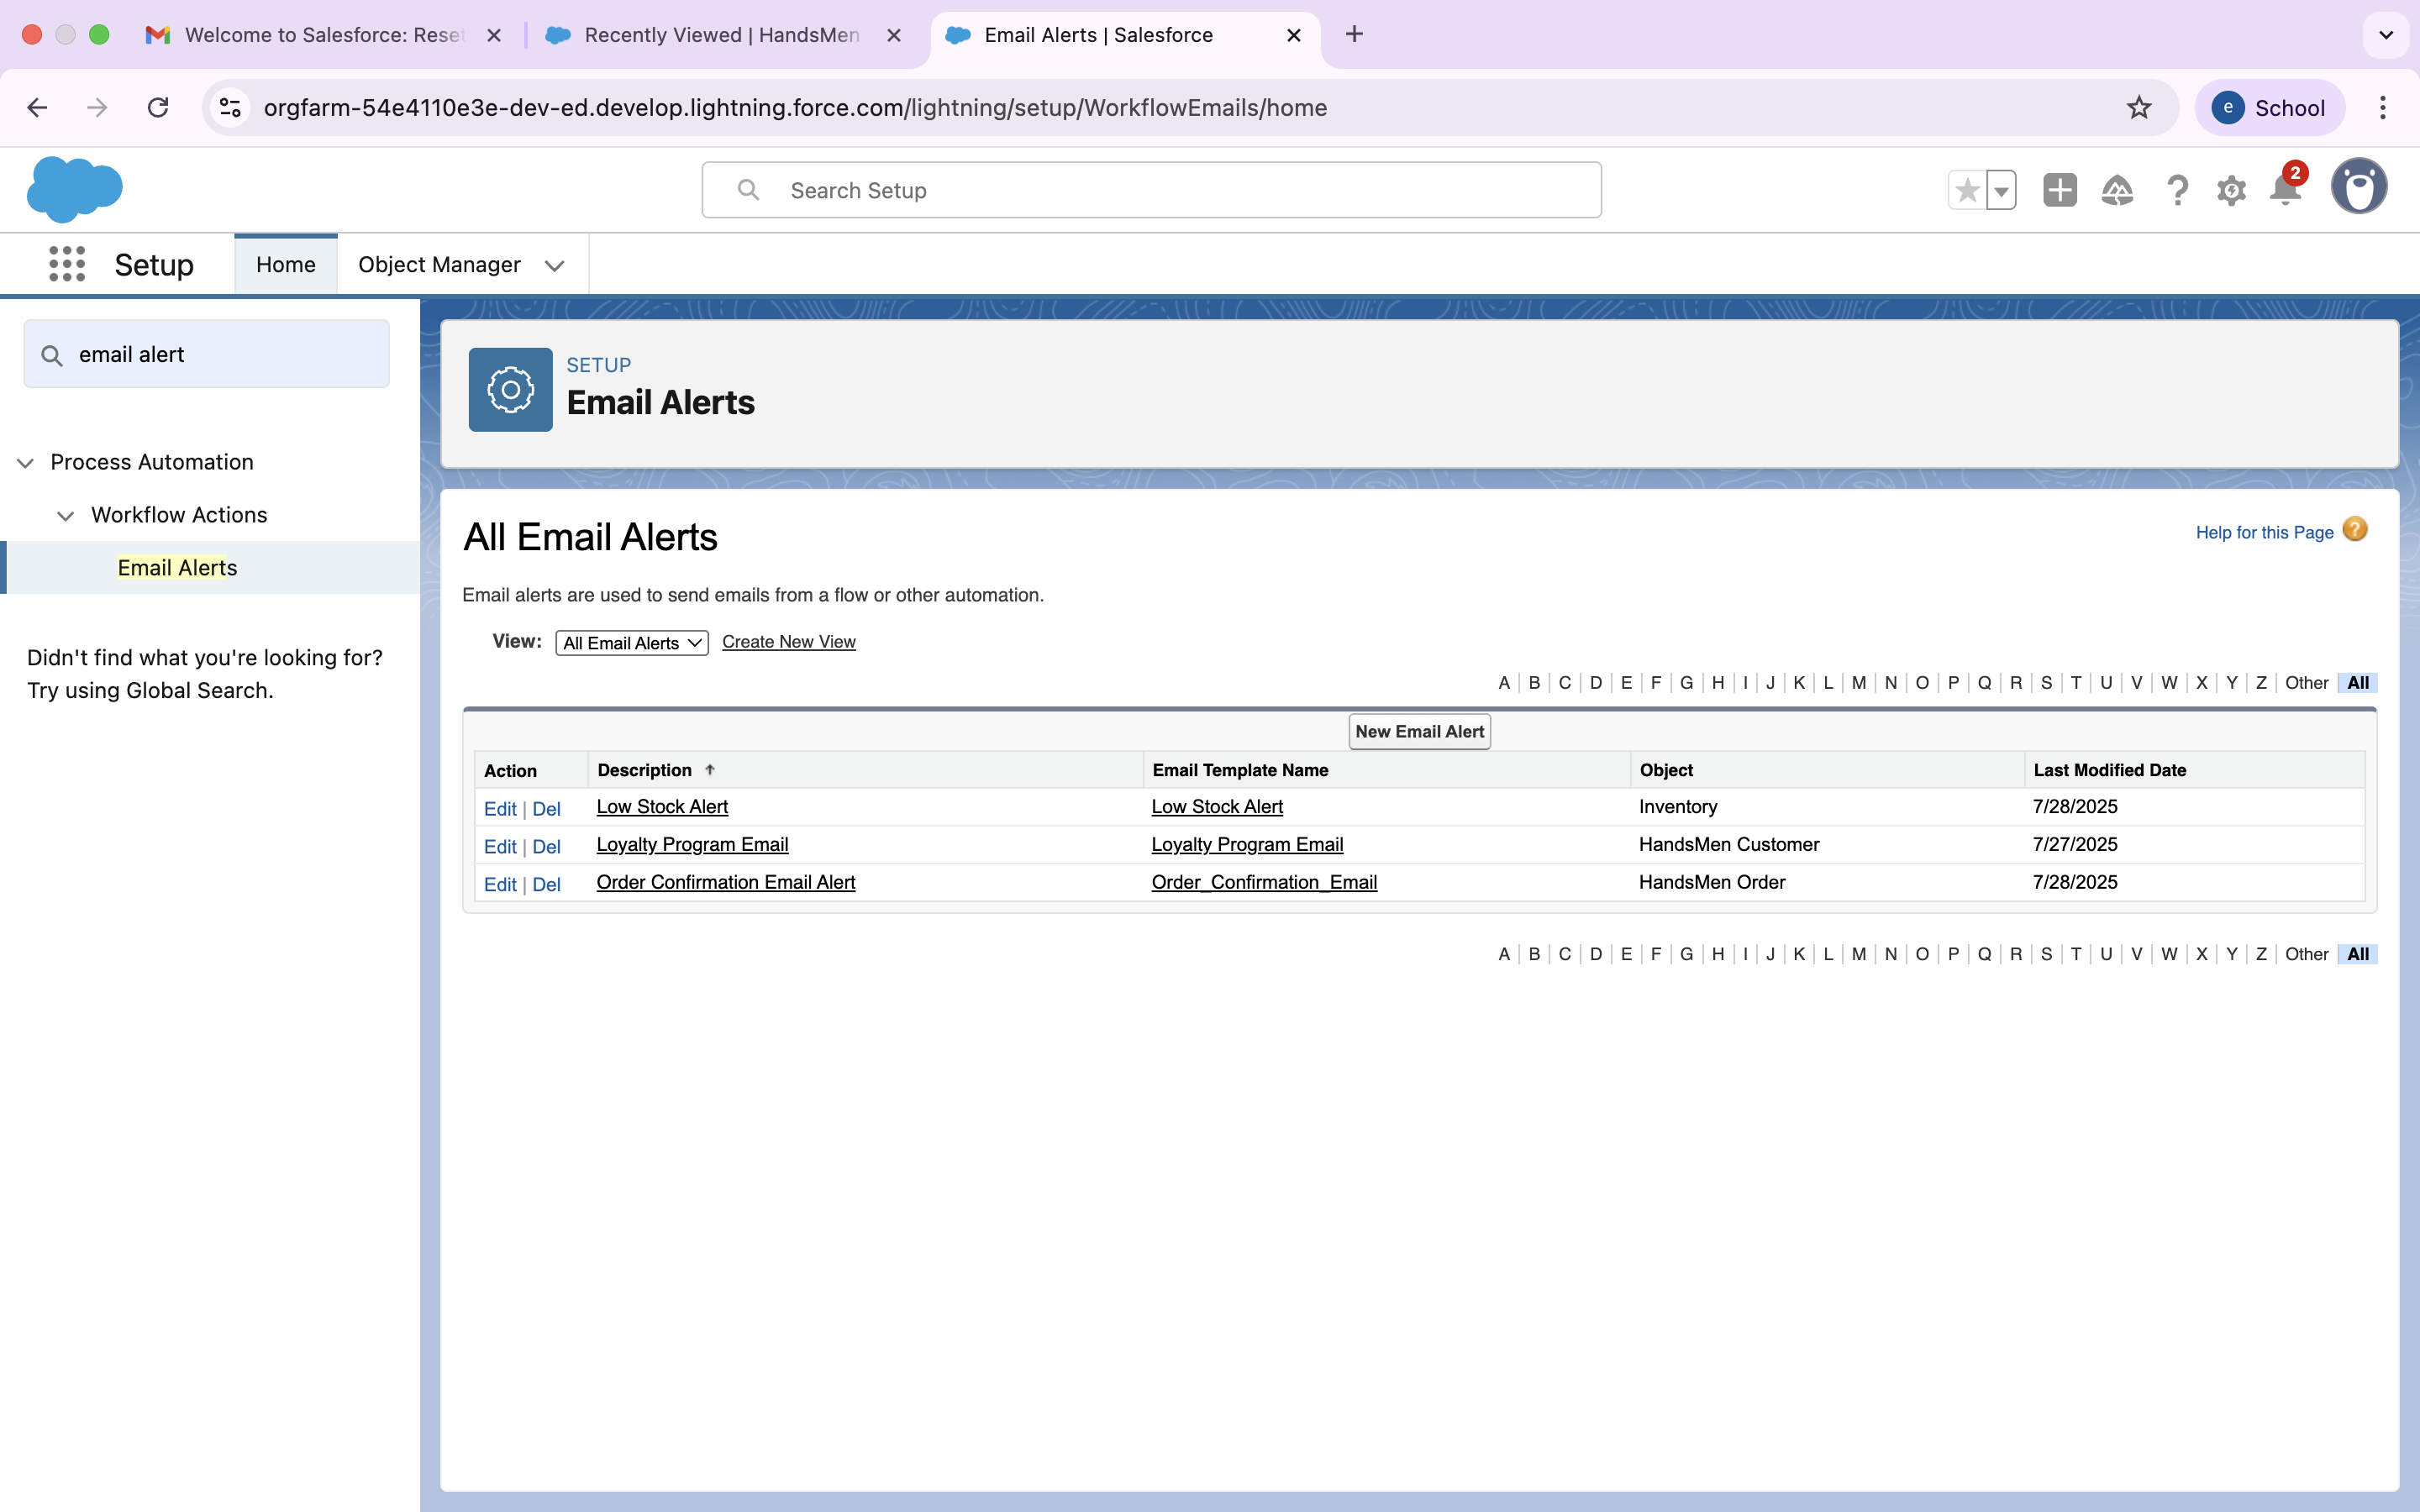 Welcome to Salesforce: Reset
Recently Viewed | HandsMen
Email Alerts | Salesforce
orgfarm-54e4110e3e-dev-ed.develop.lightning.force.com/lightning/setup/WorkflowEmails/home
e School
Search Setup
2
Setup Home Object Manager
email alert
Process Automation
Workflow Actions
Email Alerts
Didn't find what you're looking for?
Try using Global Search.
SETUP
Email Alerts
All Email Alerts
Help for this Page ?
Email alerts are used to send emails from a flow or other automation.
View: All Email Alerts Create New View
A | B | C | D | E | F | G | H | I | J | K | L | M | N | O | P | Q | R | S | T | U | V | W | X | Y | Z | Other | All
New Email Alert
Action Description Email Template Name Object Last Modified Date
Edit | Del Low Stock Alert Low Stock Alert Inventory 7/28/2025
Edit | Del Loyalty Program Email Loyalty Program Email HandsMen Customer 7/27/2025
Edit | Del Order Confirmation Email Alert Order_Confirmation_Email HandsMen Order 7/28/2025
A | B | C | D | E | F | G | H | I | J | K | L | M | N | O | P | Q | R | S | T | U | V | W | X | Y | Z | Other | All